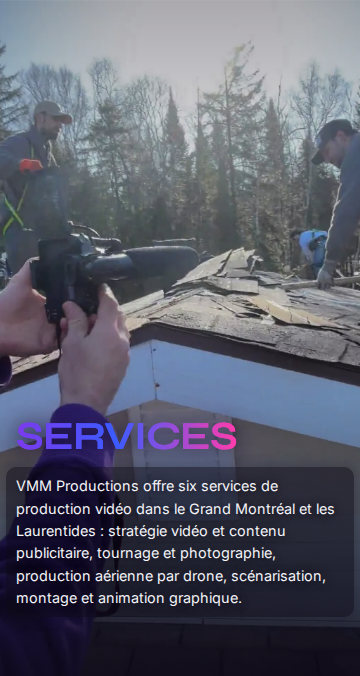 SERVICES
VMM Productions offre six services de
production vidéo dans le Grand Montréal et les
Laurentides : stratégie vidéo et contenu
publicitaire, tournage et photographie,
production aérienne par drone, scénarisation,
montage et animation graphique.